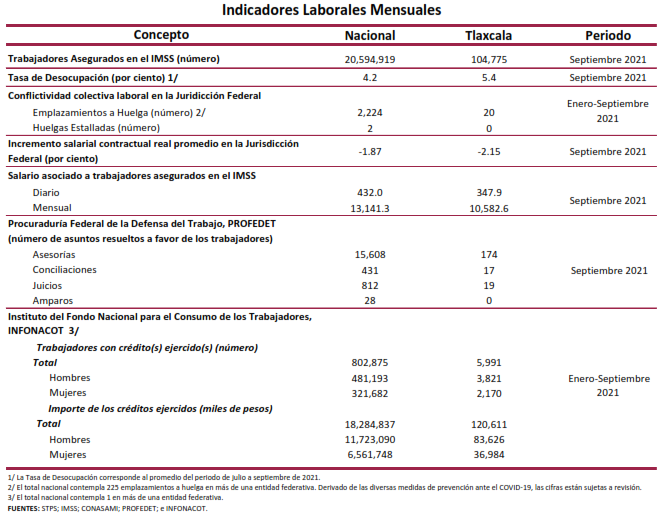 Indicadores Laborales Mensuales
Concepto Nacional Tlaxcala Periodo
Trabajadores Asegurados en el IMSS (número) 20,594,919 104,775 Septiembre 2021
Tasa de Desocupación (por ciento) 1/ 4.2 5.4 Septiembre 2021
Conflictividad colectiva laboral en la Juridicción Federal
Emplazamientos a Huelga (número) 2/ 2,224 20 Enero-Septiembre
Huelgas Estalladas (número) 2 0 2021
Incremento salarial contractual real promedio en la Jurisdicción
Federal (por ciento) -1.87 -2.15 Septiembre 2021
Salario asociado a trabajadores asegurados en el IMSS
Diario 432.0 347.9 Septiembre 2021
Mensual 13,141.3 10,582.6
Procuraduría Federal de la Defensa del Trabajo, PROFEDET
(número de asuntos resueltos a favor de los trabajadores)
Asesorías 15,608 174
Conciliaciones 431 17 Septiembre 2021
Juicios 812 19
Amparos 28 0
Instituto del Fondo Nacional para el Consumo de los Trabajadores,
INFONACOT 3/
Trabajadores con crédito(s) ejercido(s) (número)
Total 802,875 5,991
Hombres 481,193 3,821 Enero-Septiembre
Mujeres 321,682 2,170 2021
Importe de los créditos ejercidos (miles de pesos)
Total 18,284,837 120,611
Hombres 11,723,090 83,626
Mujeres 6,561,748 36,984
1/ La Tasa de Desocupación corresponde al promedio del periodo de julio a septiembre de 2021.
2/ El total nacional contempla 225 emplazamientos a huelga en más de una entidad federativa. Derivado de las diversas medidas de prevención ante el COVID-19, las cifras están sujetas a revisión.
3/ El total nacional contempla 1 en más de una entidad federativa.
FUENTES: STPS; IMSS; CONASAMI; PROFEDET; e INFONACOT.